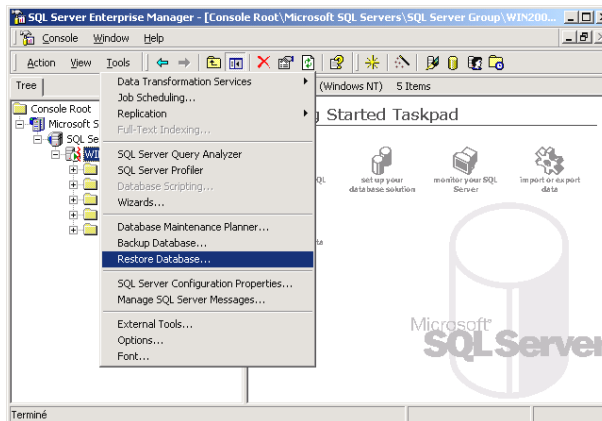 SQL Server Enterprise Manager - [Console Root\Microsoft SQL Servers\SQL Server Group\WIN200...
Console Window Help
Action View Tools
Tree
(Windows NT) 5 Items
Console Root
Microsoft S
SQL Se
WI
Data Transformation Services
Job Scheduling...
Replication
Full-Text Indexing...
SQL Server Query Analyzer
SQL Server Profiler
Database Scripting...
Wizards...
Database Maintenance Planner...
Backup Database...
Restore Database...
SQL Server Configuration Properties...
Manage SQL Server Messages...
External Tools...
Options...
Font...
g Started Taskpad
QL
set up your
database solution
monitor your SQL
Server
import or export
data
Microsoft®
SQL Server
Terminé